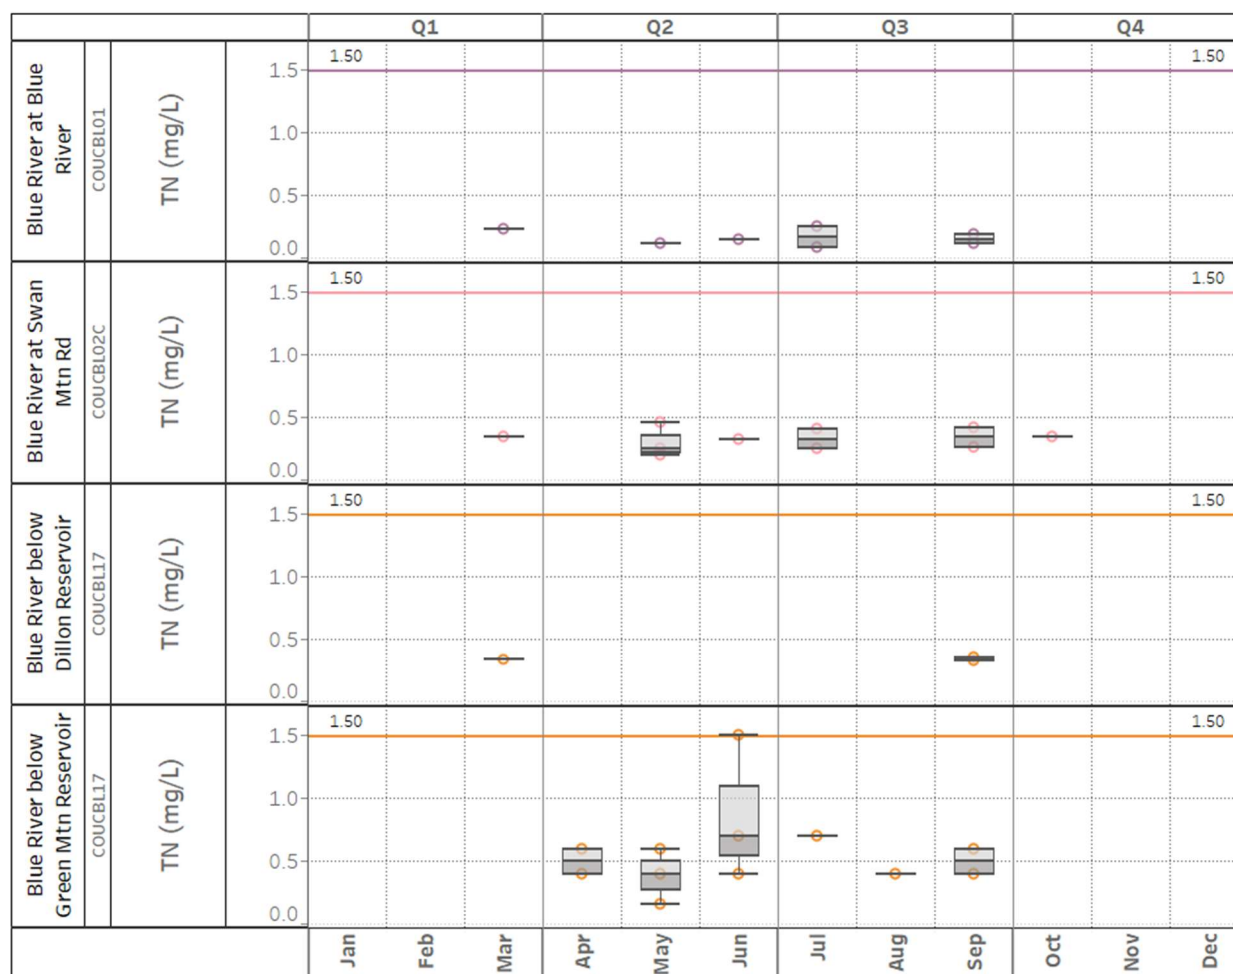 Q1 Q2 Q3 Q4
Blue River at Blue
River
COUCBL01
TN (mg/L)
1.5
1.0
0.5
0.0
1.50 1.50
Blue River at Swan
Mtn Rd
COUCBL02C
TN (mg/L)
1.5
1.0
0.5
0.0
1.50 1.50
Blue River below
Dillon Reservoir
COUCBL17
TN (mg/L)
1.5
1.0
0.5
0.0
1.50 1.50
Blue River below
Green Mtn Reservoir
COUCBL17
TN (mg/L)
1.5
1.0
0.5
0.0
1.50 1.50
Jan Feb Mar Apr May Jun Jul Aug Sep Oct Nov Dec